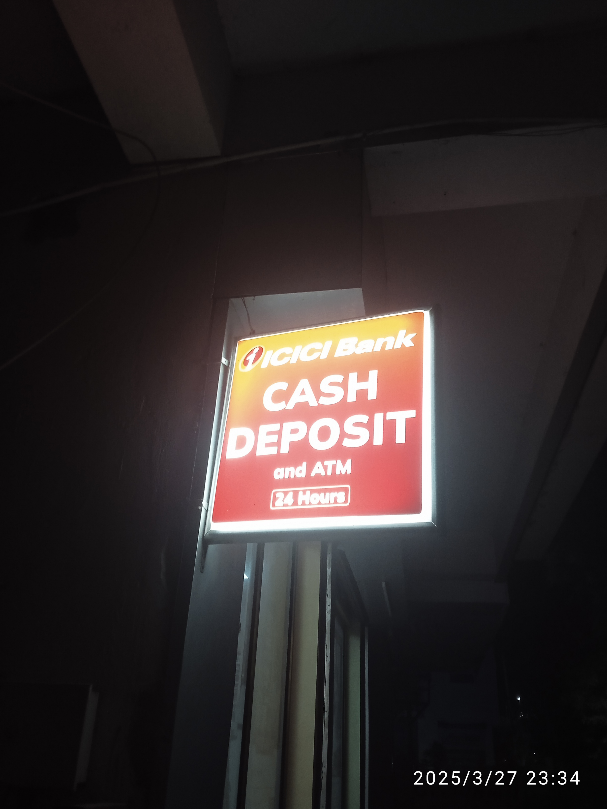 ICICI Bank
CASH
DEPOSIT
and ATM
24 Hours
2025/3/27 23:34